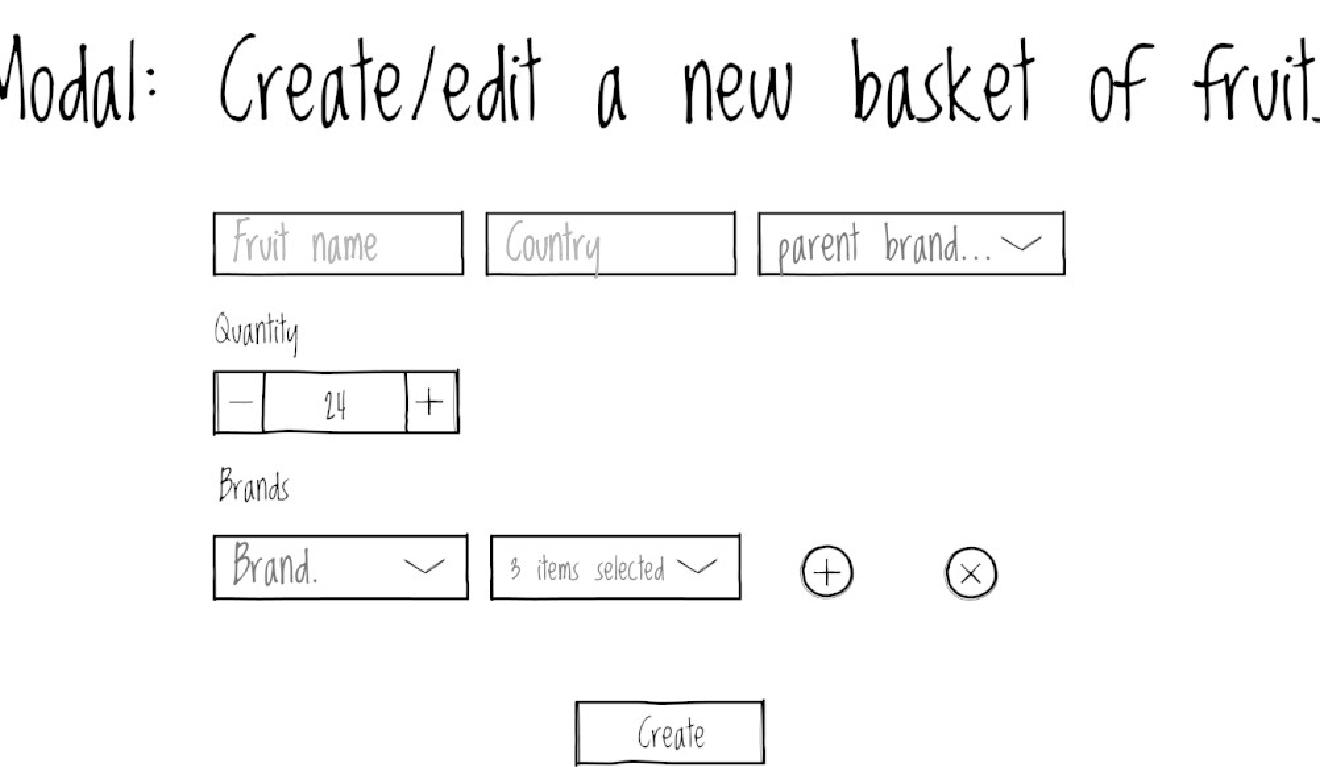 Modal: Create/edit a new basket of fruit
Fruit name Country parent brand...
Quantity
− 24 +
Brands
Brand. 3 items selected
Create